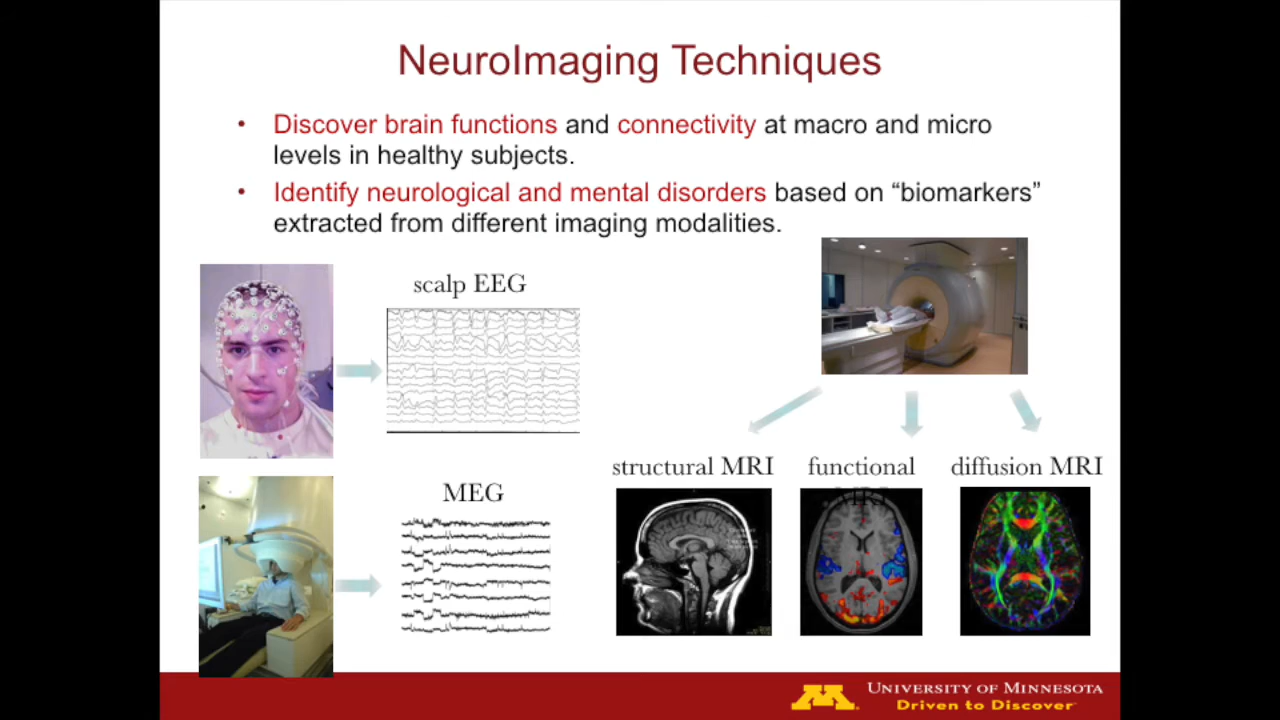 NeuroImaging Techniques
• Discover brain functions and connectivity at macro and micro
levels in healthy subjects.
• Identify neurological and mental disorders based on “biomarkers”
extracted from different imaging modalities.
scalp EEG
MEG
structural MRI
functional
diffusion MRI
UNIVERSITY OF MINNESOTA
Driven to Discover